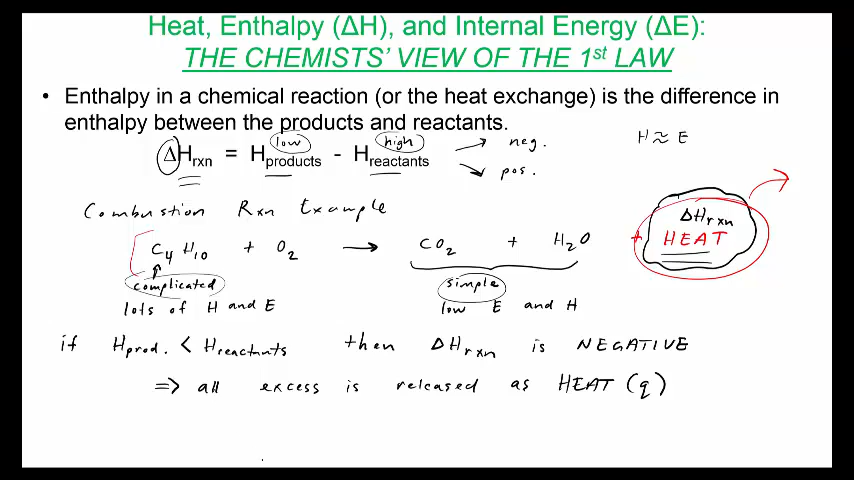 Heat, Enthalpy (ΔH), and Internal Energy (ΔE):
THE CHEMISTS' VIEW OF THE 1st LAW
• Enthalpy in a chemical reaction (or the heat exchange) is the difference in
enthalpy between the products and reactants.
H ≈ E
low high neg.
ΔHrxn = Hproducts - Hreactants
pos.
Combustion Rxn Example
ΔHrxn
C4 H10 + O2 → CO2 + H2O + HEAT
complicated simple
lots of H and E low E and H
if Hprod. < Hreactants then ΔHrxn is NEGATIVE
⇒ all excess is released as HEAT (q)